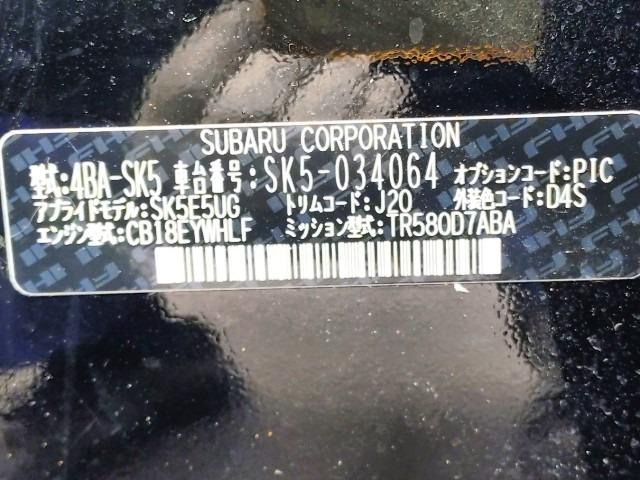 SUBARU CORPORATION
型式:4BA-SK5 車台番号:SK5-034064 オプションコード:PIC
アプライドモデル:SK5E5UG トリムコード:J20 外装色コード:D4S
エンジン型式:CB18EYWHLF ミッション型式:TR580D7ABA